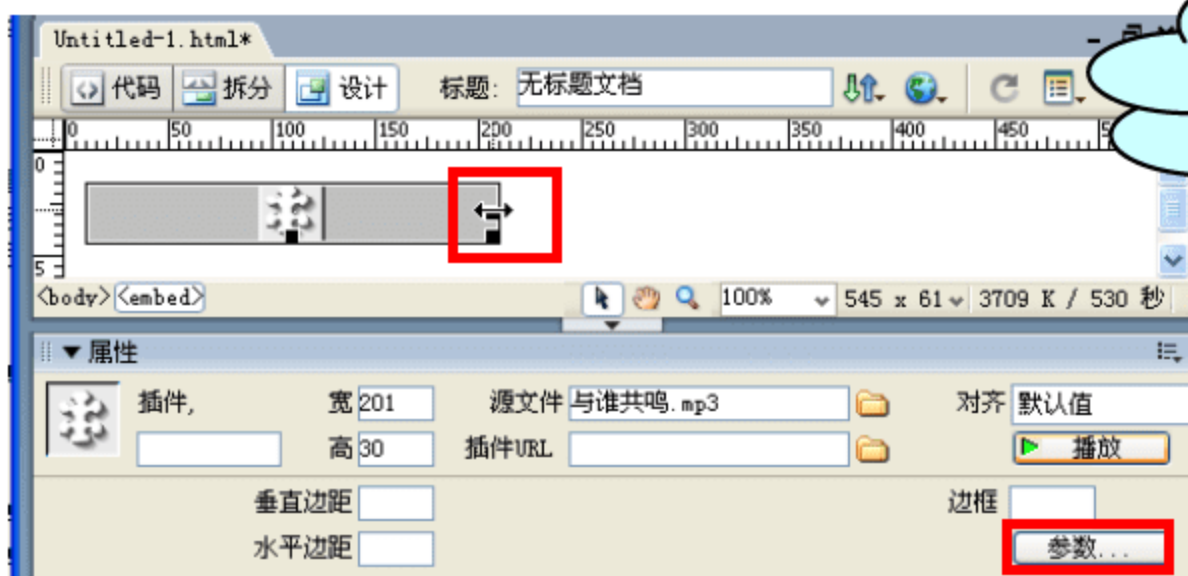 Untitled-1.html*
代码 拆分 设计 标题: 无标题文档
0 50 100 150 200 250 300 350 400 450
0
5
<body> <embed> 100% 545 x 61 3709 K / 530 秒
属性
插件, 宽 201 源文件 与谁共鸣.mp3 对齐 默认值
高 30 插件URL 播放
垂直边距 边框
水平边距 参数...